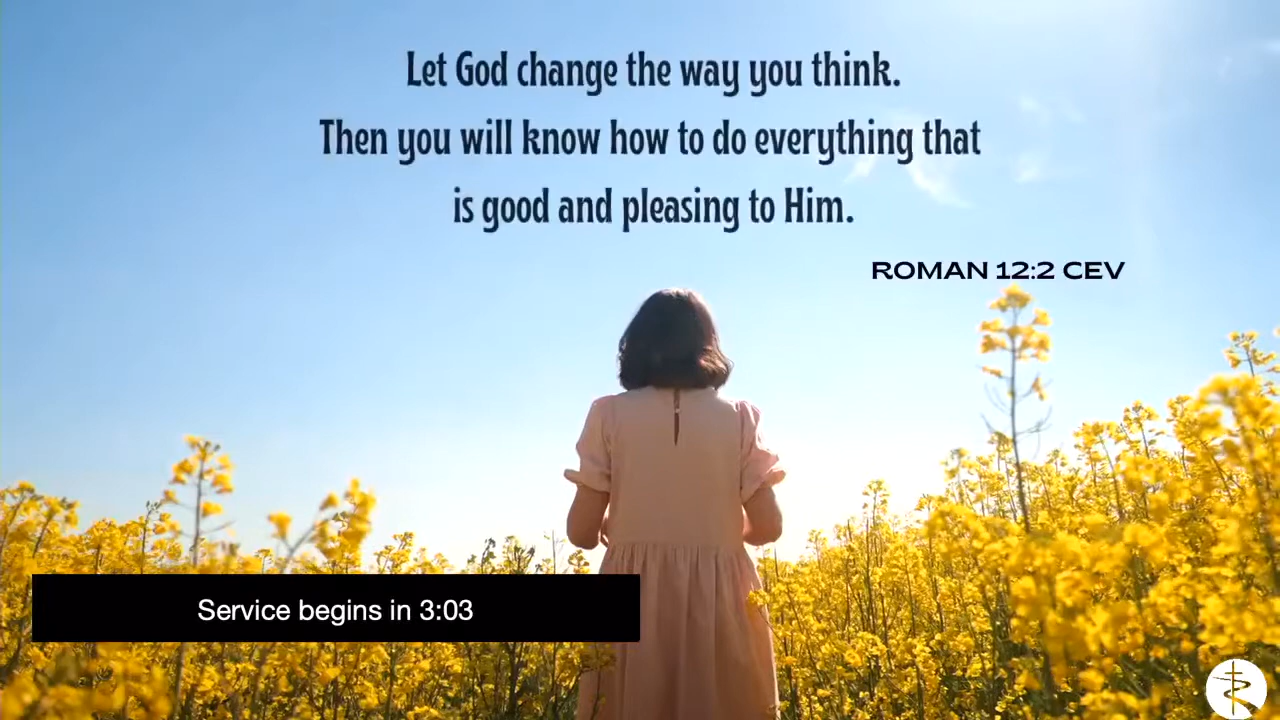 Let God change the way you think.
Then you will know how to do everything that
is good and pleasing to Him.
ROMAN 12:2 CEV
Service begins in 3:03